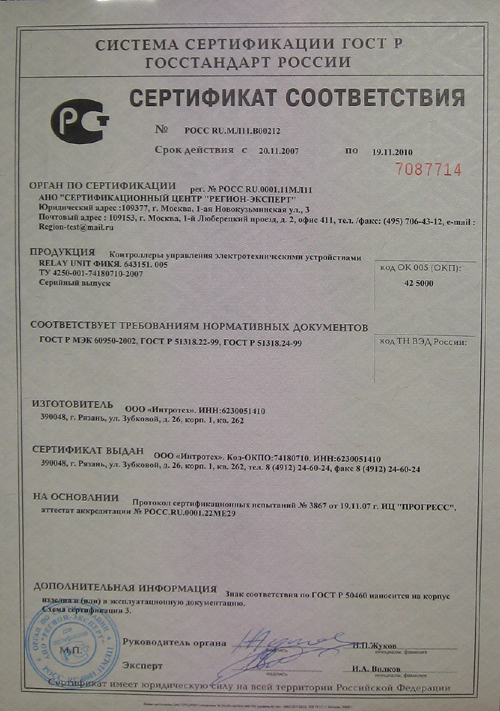 СИСТЕМА СЕРТИФИКАЦИИ ГОСТ Р
ГОССТАНДАРТ РОССИИ
РСТ
СЕРТИФИКАТ СООТВЕТСТВИЯ
№ РОСС RU.МЛ11.В00212
Срок действия с 20.11.2007 по 19.11.2010
7087714
ОРГАН ПО СЕРТИФИКАЦИИ рег. № РОСС RU.0001.11МЛ11
АНО "СЕРТИФИКАЦИОННЫЙ ЦЕНТР "РЕГИОН-ЭКСПЕРТ"
Юридический адрес :109377, г. Москва, 1-ая Новокузьминская ул., 3
Почтовый адрес : 109153, г. Москва, 1-й Люберецкий проезд, д. 2, офис 411, тел. /факс: (495) 706-43-12, e-mail :
Region-test@mail.ru
ПРОДУКЦИЯ Контроллеры управления электротехническими устройствами
RELAY UNIT ФИКЯ. 643151. 005
ТУ 4250-001-74180710-2007
Серийный выпуск
код ОК 005 (ОКП):
42 5000
СООТВЕТСТВУЕТ ТРЕБОВАНИЯМ НОРМАТИВНЫХ ДОКУМЕНТОВ
ГОСТ Р МЭК 60950-2002, ГОСТ Р 51318.22-99, ГОСТ Р 51318.24-99
код ТН ВЭД России:
ИЗГОТОВИТЕЛЬ ООО «Интротех». ИНН:6230051410
390048, г. Рязань, ул. Зубковой, д. 26, корп. 1, кв. 262
СЕРТИФИКАТ ВЫДАН ООО «Интротех». Код-ОКПО:74180710. ИНН:6230051410
390048, г. Рязань, ул. Зубковой, д. 26, корп. 1, кв. 262, тел. 8 (4912) 24-60-24, факс 8 (4912) 24-60-24
НА ОСНОВАНИИ Протокол сертификационных испытаний № 3867 от 19.11.07 г. ИЦ "ПРОГРЕСС",
аттестат аккредитации № РОСС.RU.0001.22МЕ29
ДОПОЛНИТЕЛЬНАЯ ИНФОРМАЦИЯ Знак соответствия по ГОСТ Р 50460 наносится на корпус
изделия и (или) в эксплуатационную документацию.
Схема сертификации 3.
М.П.
Руководитель органа Н.П.Жуков
подпись инициалы, фамилия
Эксперт И.А. Волков
подпись инициалы, фамилия
Сертификат имеет юридическую силу на всей территории Российской Федерации